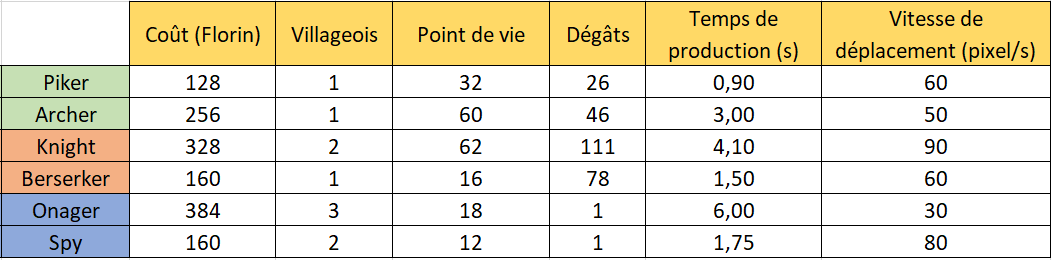 Coût (Florin) Villageois Point de vie Dégâts Temps de production (s) Vitesse de déplacement (pixel/s)
Piker 128 1 32 26 0,90 60
Archer 256 1 60 46 3,00 50
Knight 328 2 62 111 4,10 90
Berserker 160 1 16 78 1,50 60
Onager 384 3 18 1 6,00 30
Spy 160 2 12 1 1,75 80